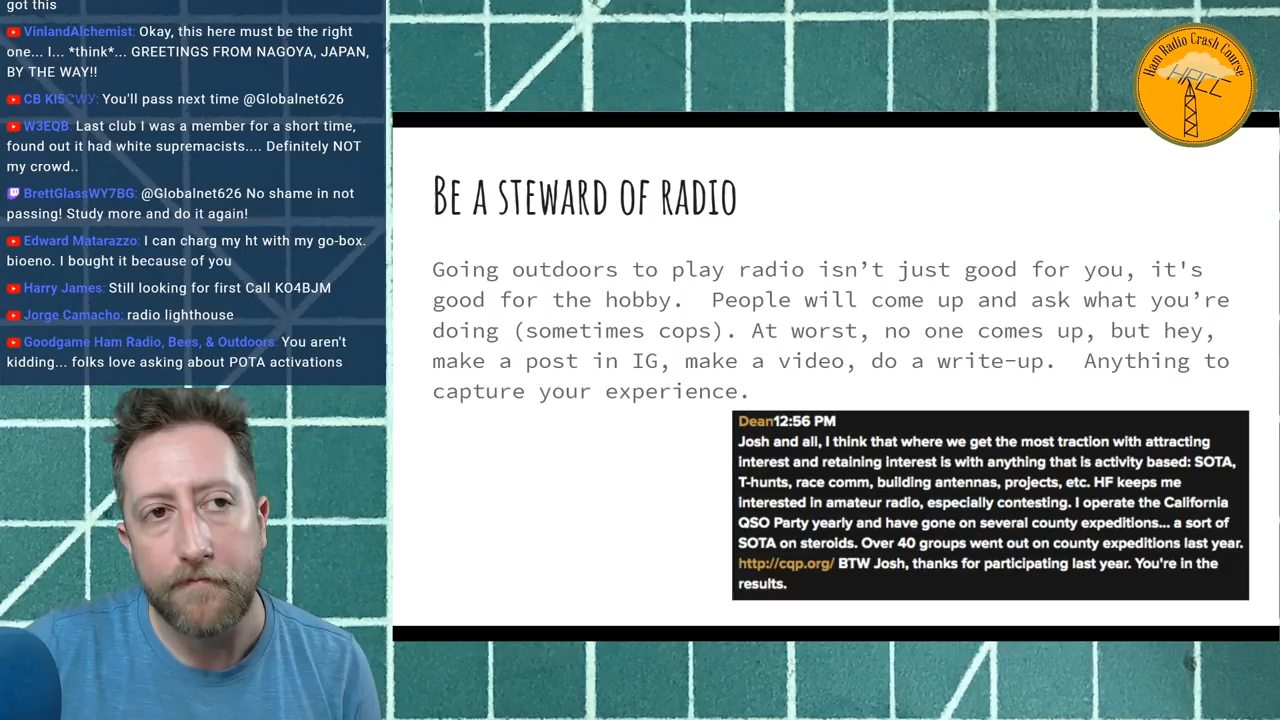 got this
VinlandAlchemist: Okay, this here must be the right
one... I... *think*... GREETINGS FROM NAGOYA, JAPAN,
BY THE WAY!!
CB KI5CWY: You'll pass next time @Globalnet626
W3EQB: Last club I was a member for a short time,
found out it had white supremacists.... Definitely NOT
my crowd..
BrettGlassWY7BG: @Globalnet626 No shame in not
passing! Study more and do it again!
Edward Matarazzo: I can charg my ht with my go-box.
bioeno. I bought it because of you
Harry James: Still looking for first Call KO4BJM
Jorge Camacho: radio lighthouse
Goodgame Ham Radio, Bees, & Outdoors: You aren't
kidding... folks love asking about POTA activations
Ham Radio Crash Course
HRCC
Be a steward of radio
Going outdoors to play radio isn’t just good for you, it's
good for the hobby.  People will come up and ask what you’re
doing (sometimes cops). At worst, no one comes up, but hey,
make a post in IG, make a video, do a write-up.  Anything to
capture your experience.
Dean12:56 PM
Josh and all, I think that where we get the most traction with attracting
interest and retaining interest is with anything that is activity based: SOTA,
T-hunts, race comm, building antennas, projects, etc. HF keeps me
interested in amateur radio, especially contesting. I operate the California
QSO Party yearly and have gone on several county expeditions... a sort of
SOTA on steroids. Over 40 groups went out on county expeditions last year.
http://cqp.org/ BTW Josh, thanks for participating last year. You're in the
results.